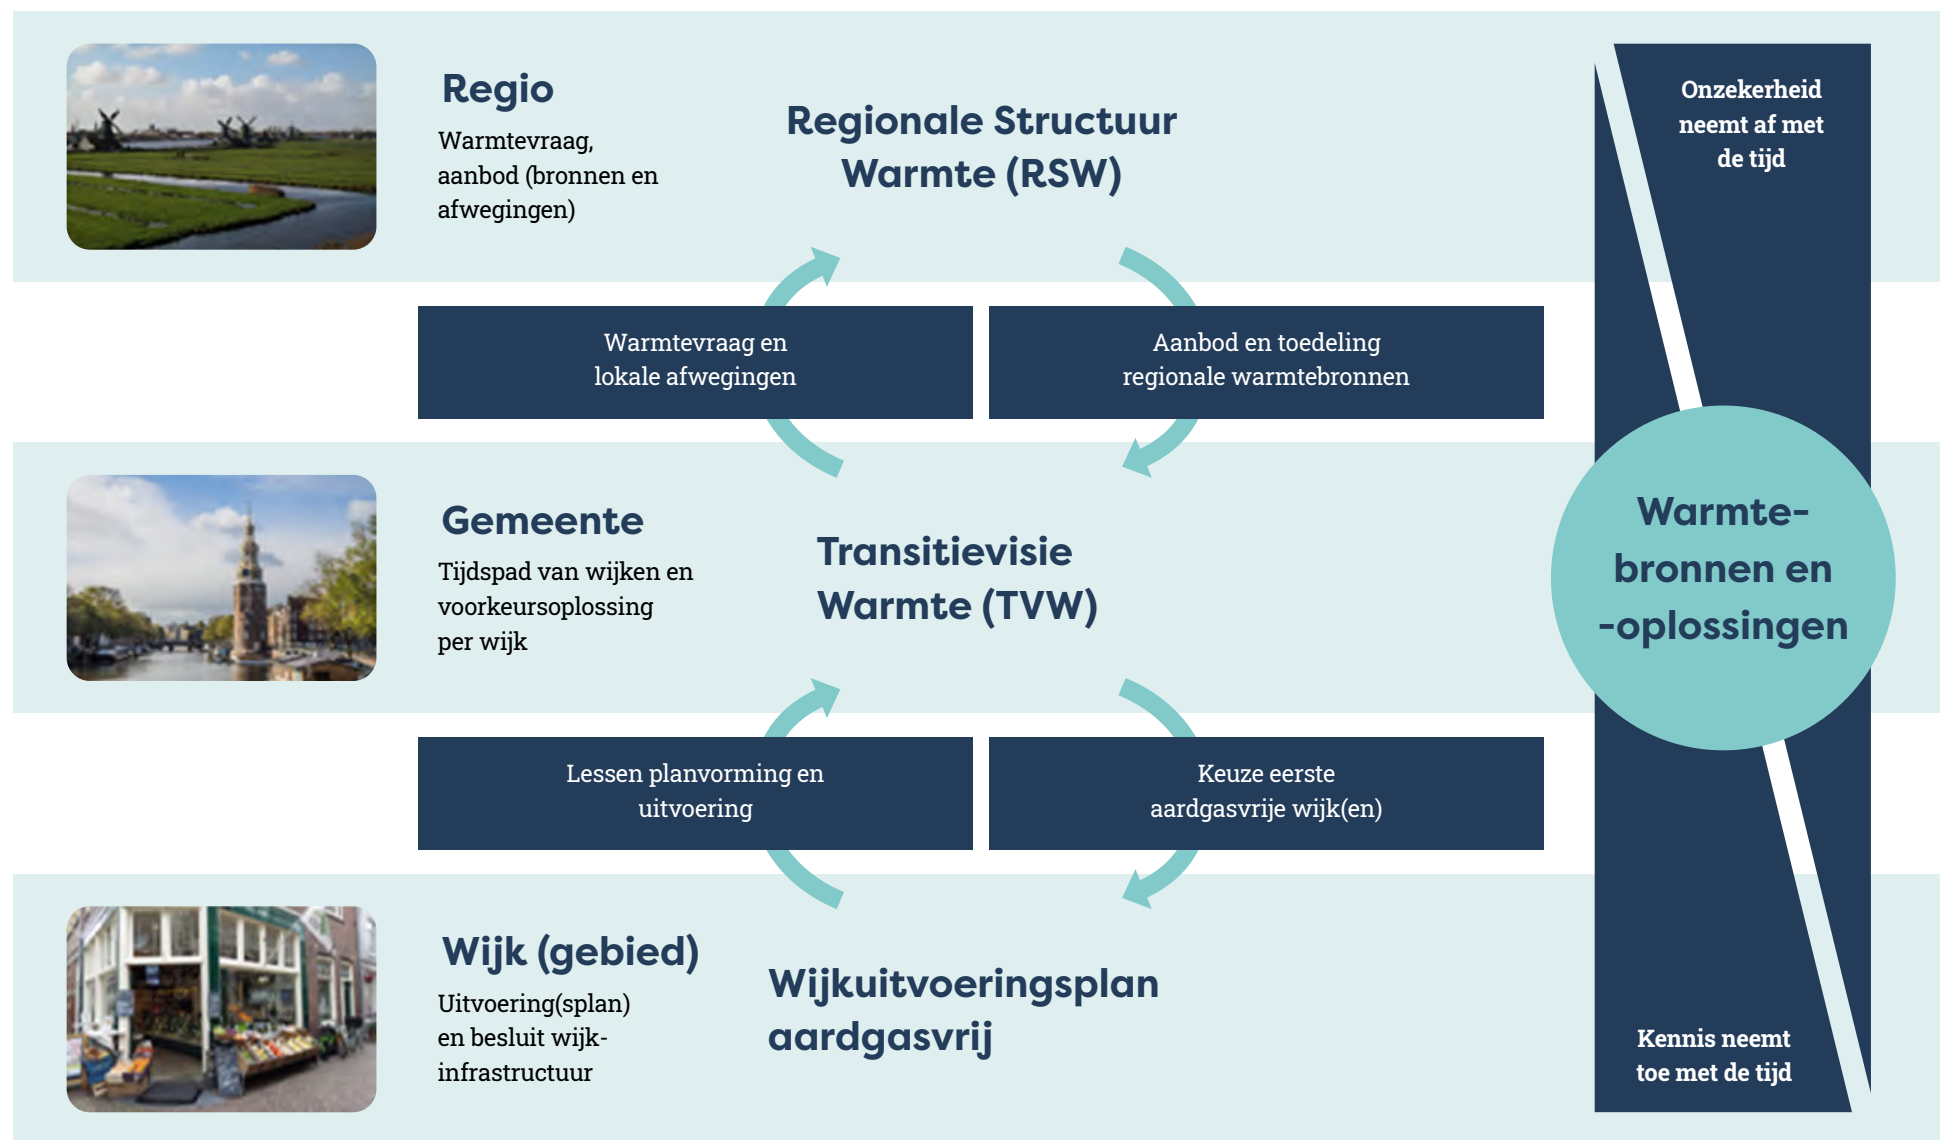 Regio
Warmtevraag,
aanbod (bronnen en
afwegingen)
Regionale Structuur
Warmte (RSW)
Onzekerheid
neemt af met
de tijd
Warmtevraag en
lokale afwegingen
Aanbod en toedeling
regionale warmtebronnen
Gemeente
Tijdspad van wijken en
voorkeursoplossing
per wijk
Transitievisie
Warmte (TVW)
Warmte-
bronnen en
-oplossingen
Lessen planvorming en
uitvoering
Keuze eerste
aardgasvrije wijk(en)
Wijk (gebied)
Uitvoering(splan)
en besluit wijk-
infrastructuur
Wijkuitvoeringsplan
aardgasvrij
Kennis neemt
toe met de tijd